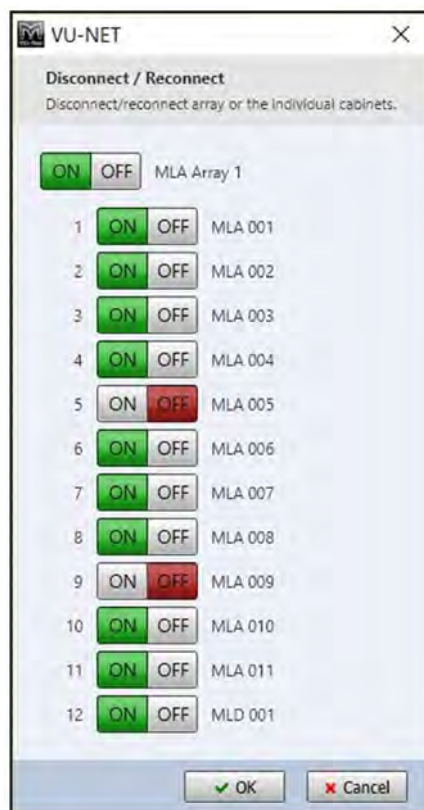 VU-NET
Disconnect / Reconnect
Disconnect/reconnect array or the individual cabinets.
ON OFF MLA Array 1
1 ON OFF MLA 001
2 ON OFF MLA 002
3 ON OFF MLA 003
4 ON OFF MLA 004
5 ON OFF MLA 005
6 ON OFF MLA 006
7 ON OFF MLA 007
8 ON OFF MLA 008
9 ON OFF MLA 009
10 ON OFF MLA 010
11 ON OFF MLA 011
12 ON OFF MLD 001
OK Cancel